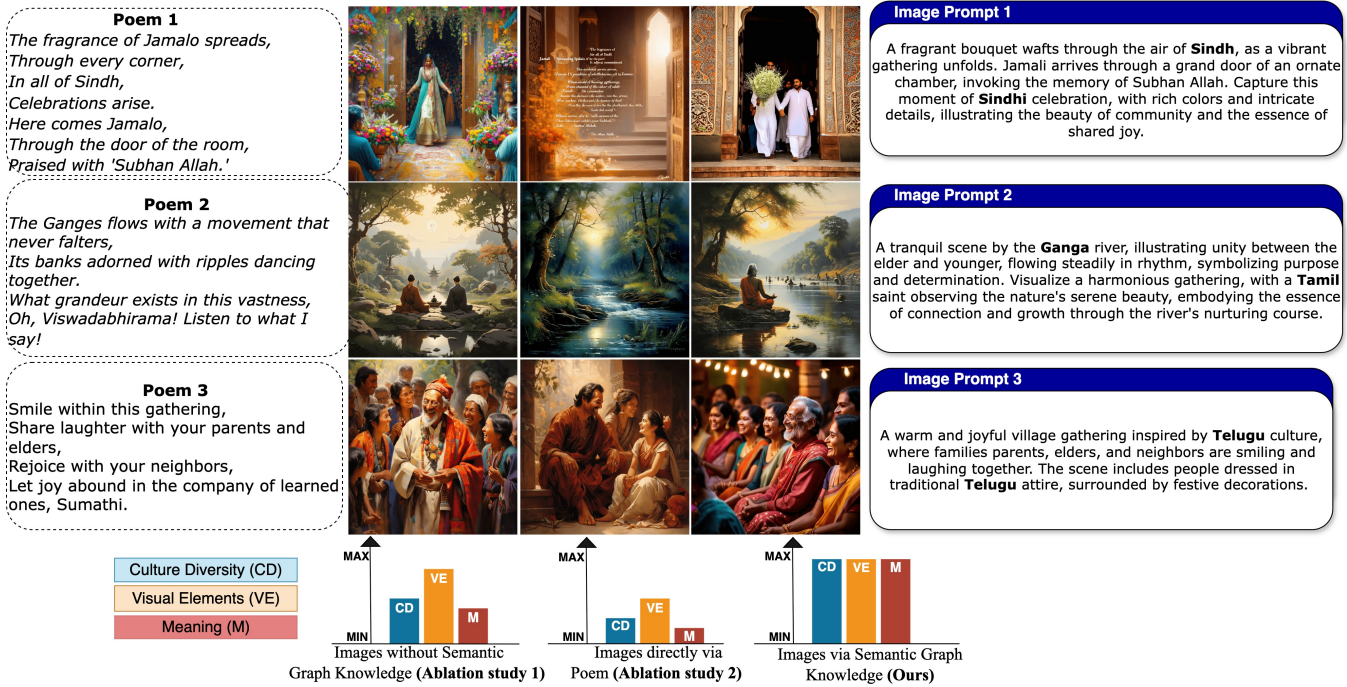 Poem 1
The fragrance of Jamalo spreads,
Through every corner,
In all of Sindh,
Celebrations arise.
Here comes Jamalo,
Through the door of the room,
Praised with 'Subhan Allah.'
Image Prompt 1
A fragrant bouquet wafts through the air of Sindh, as a vibrant
gathering unfolds. Jamali arrives through a grand door of an ornate
chamber, invoking the memory of Subhan Allah. Capture this
moment of Sindhi celebration, with rich colors and intricate
details, illustrating the beauty of community and the essence of
shared joy.
Poem 2
The Ganges flows with a movement that
never falters,
Its banks adorned with ripples dancing
together.
What grandeur exists in this vastness,
Oh, Viswadabhirama! Listen to what I
say!
Image Prompt 2
A tranquil scene by the Ganga river, illustrating unity between the
elder and younger, flowing steadily in rhythm, symbolizing purpose
and determination. Visualize a harmonious gathering, with a Tamil
saint observing the nature's serene beauty, embodying the essence
of connection and growth through the river's nurturing course.
Poem 3
Smile within this gathering,
Share laughter with your parents and
elders,
Rejoice with your neighbors,
Let joy abound in the company of learned
ones, Sumathi.
Image Prompt 3
A warm and joyful village gathering inspired by Telugu culture,
where families parents, elders, and neighbors are smiling and
laughing together. The scene includes people dressed in
traditional Telugu attire, surrounded by festive decorations.
Culture Diversity (CD)
Visual Elements (VE)
Meaning (M)
MAX
CD
VE
M
MIN
Images without Semantic
Graph Knowledge (Ablation study 1)
MAX
CD
VE
M
MIN
Images directly via
Poem (Ablation study 2)
MAX
CD
VE
M
MIN
Images via Semantic Graph
Knowledge (Ours)